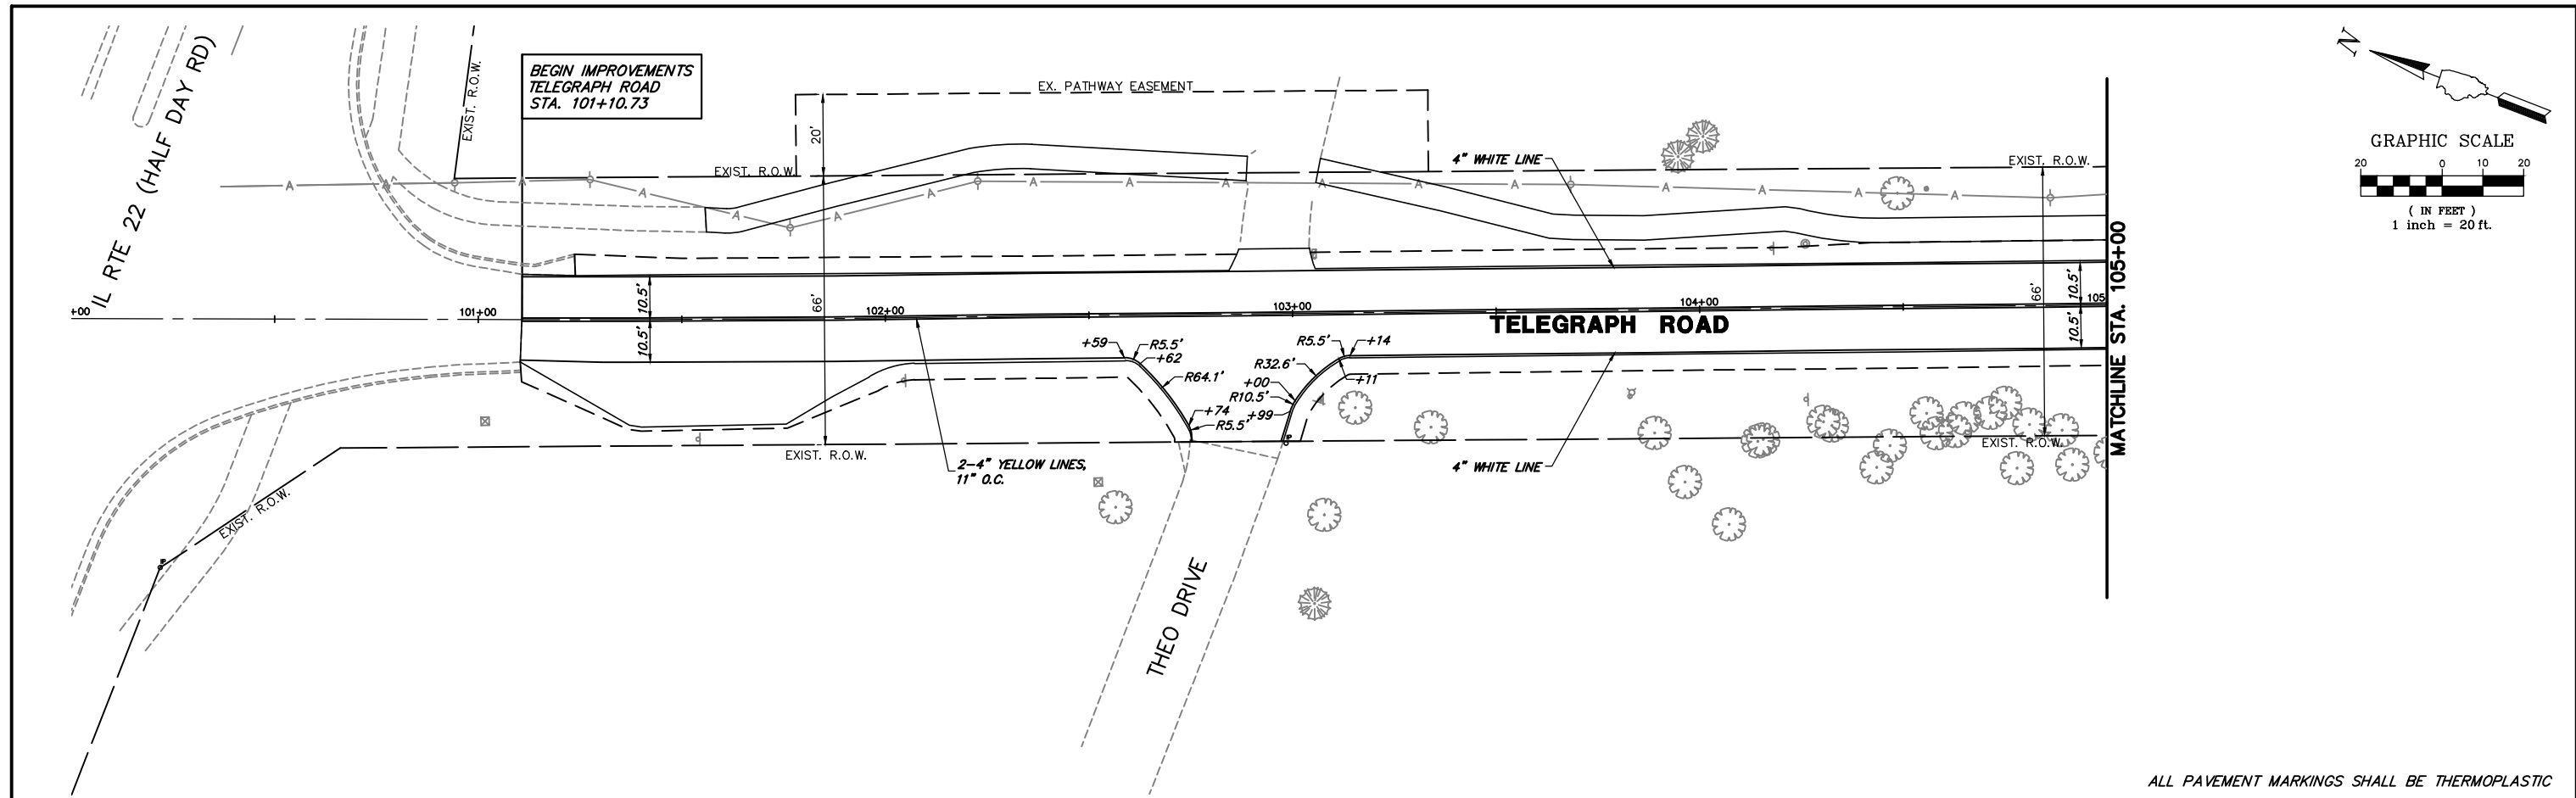 IL RTE 22 (HALF DAY RD)
EXIST. R.O.W.
BEGIN IMPROVEMENTS
TELEGRAPH ROAD
STA. 101+10.73
EX. PATHWAY EASEMENT
20'
EXIST. R.O.W.
4" WHITE LINE
EXIST. R.O.W.
N
GRAPHIC SCALE
20 0 10 20
( IN FEET )
1 inch = 20 ft.
A A A A A A A A A A A A A A A A A A
+00
101+00
10.5'
10.5'
66'
102+00
103+00
104+00
105
TELEGRAPH ROAD
66'
10.5'
10.5'
MATCHLINE STA. 105+00
+59
R5.5'
+62
R64.1'
+74
R5.5'
R5.5'
+14
R32.6'
+11
+00
R10.5'
+99
EXIST. R.O.W.
2-4" YELLOW LINES,
11" O.C.
4" WHITE LINE
EXIST. R.O.W.
EXIST. R.O.W.
THEO DRIVE
ALL PAVEMENT MARKINGS SHALL BE THERMOPLASTIC